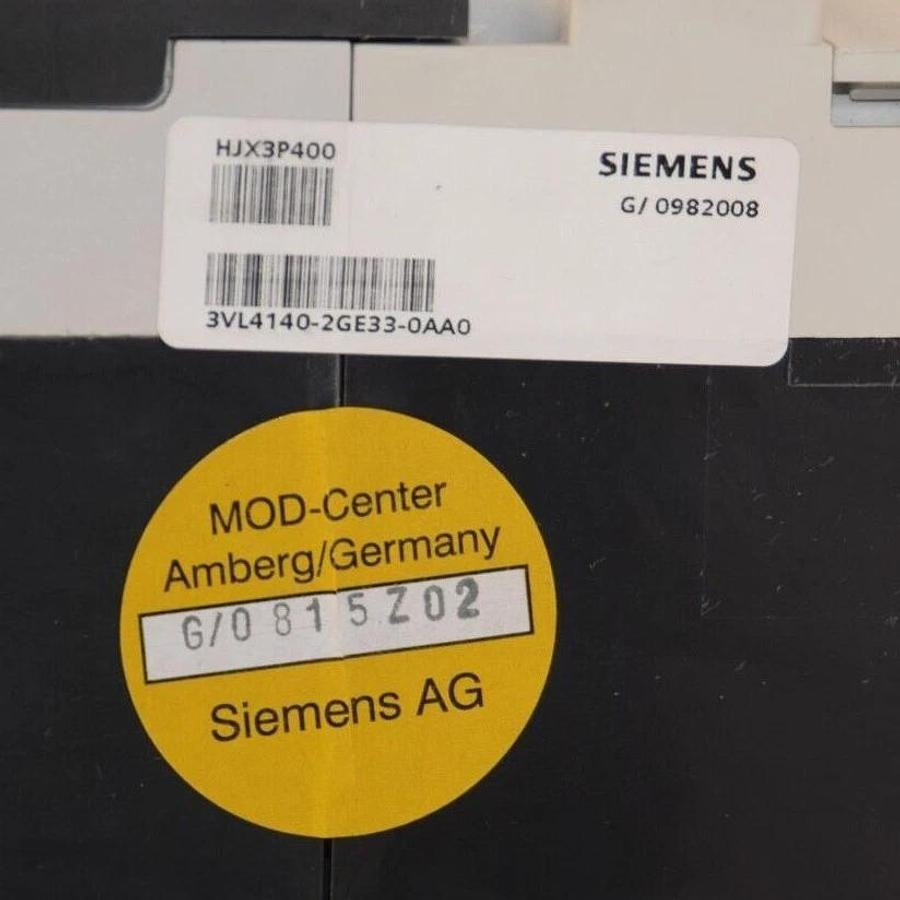 HJX3P400
SIEMENS
G/ 0982008
3VL4140-2GE33-0AA0
MOD-Center
Amberg/Germany
G/0815Z02
Siemens AG